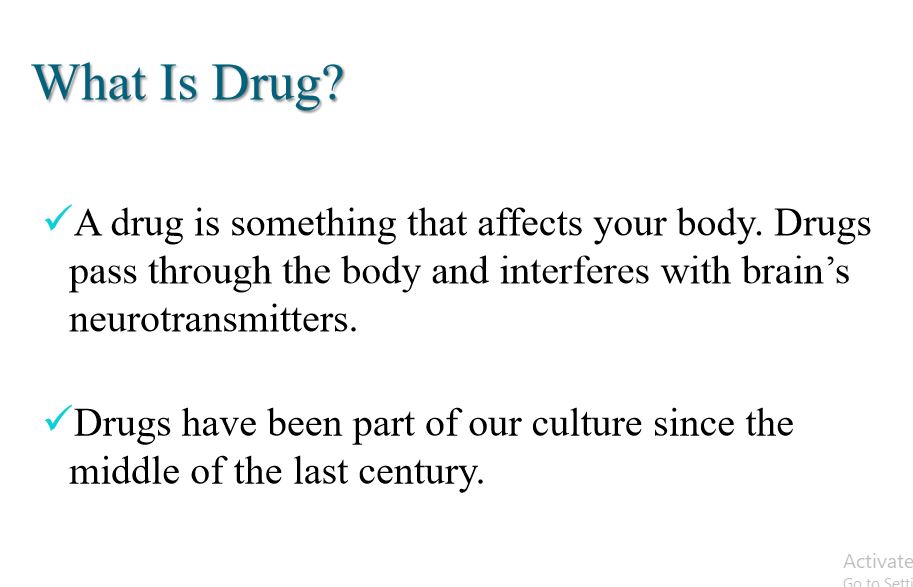 What Is Drug?
✓A drug is something that affects your body. Drugs
pass through the body and interferes with brain’s
neurotransmitters.
✓Drugs have been part of our culture since the
middle of the last century.
Activate
Go to Setti